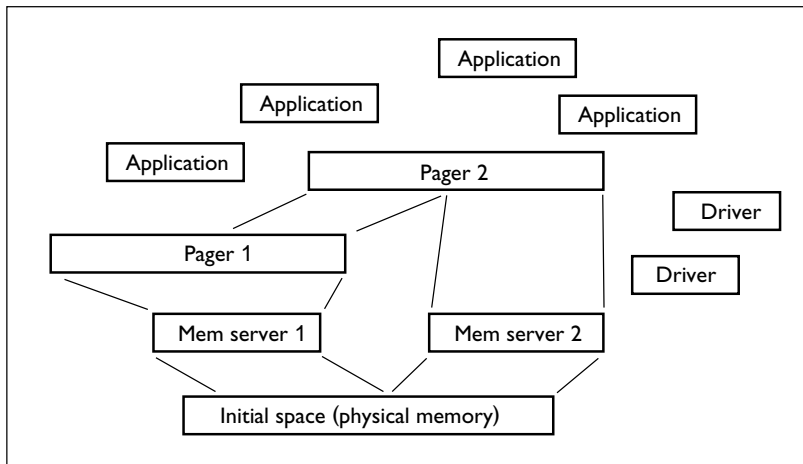 Application
Application
Application
Application
Pager 2
Driver
Pager 1
Driver
Mem server 1
Mem server 2
Initial space (physical memory)